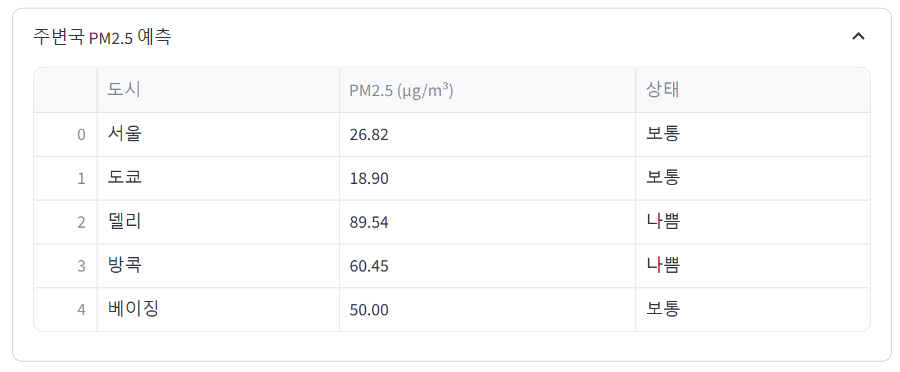 주변국 PM2.5 예측
도시 PM2.5 (μg/m³) 상태
0 서울 26.82 보통
1 도쿄 18.90 보통
2 델리 89.54 나쁨
3 방콕 60.45 나쁨
4 베이징 50.00 보통